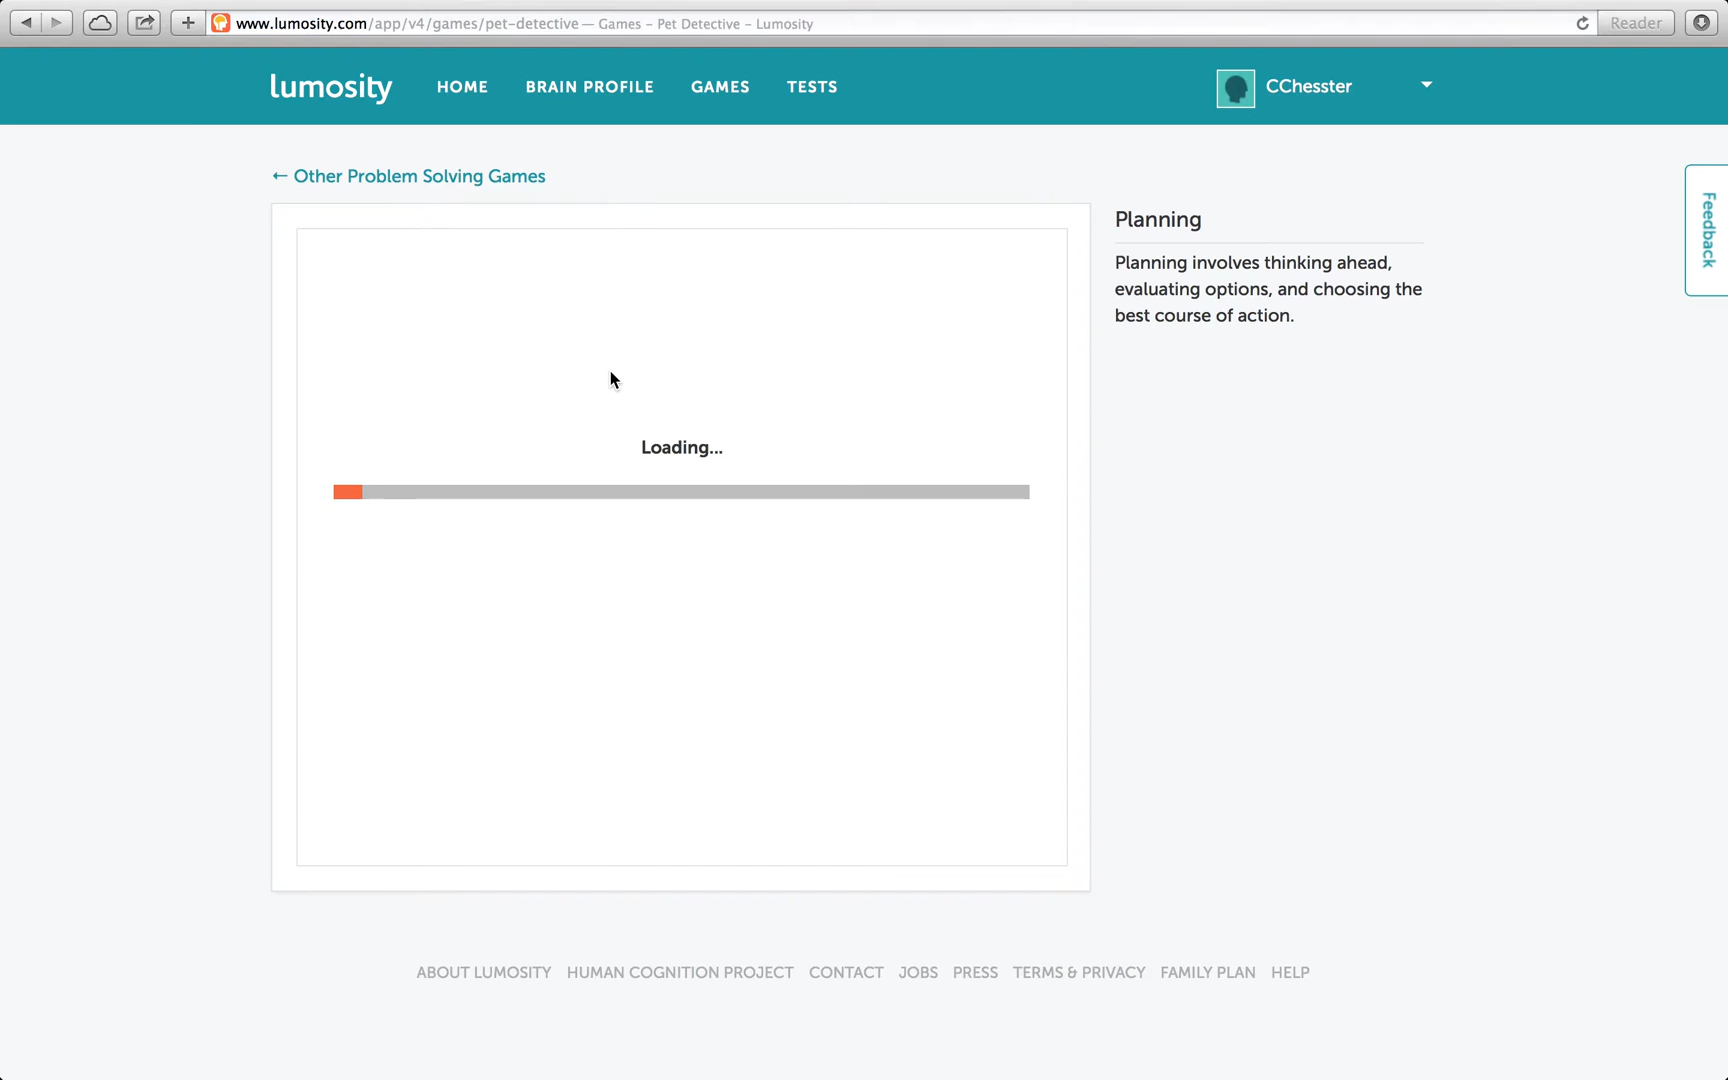 www.lumosity.com/app/v4/games/pet-detective — Games – Pet Detective – Lumosity
Reader
lumosity
HOME
BRAIN PROFILE
GAMES
TESTS
CChesster
← Other Problem Solving Games
Feedback
Planning
Planning involves thinking ahead,
evaluating options, and choosing the
best course of action.
Loading...
ABOUT LUMOSITY HUMAN COGNITION PROJECT CONTACT JOBS PRESS TERMS & PRIVACY FAMILY PLAN HELP